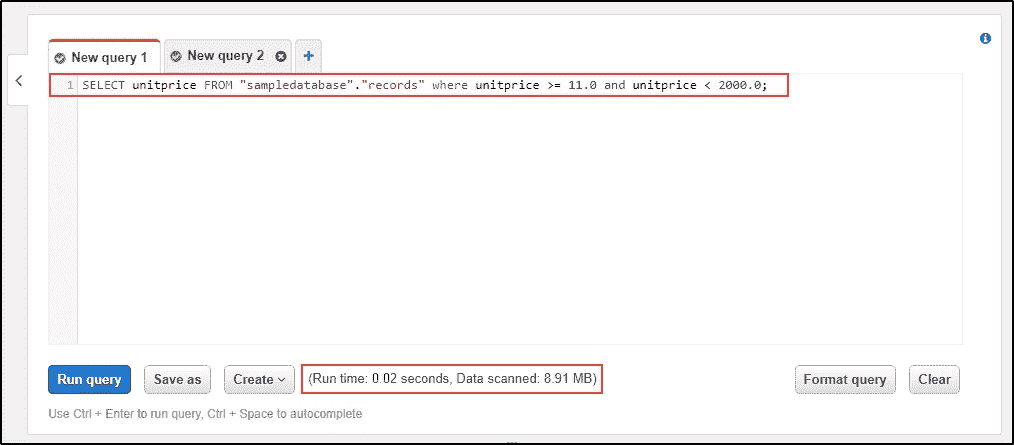 New query 1
New query 2
+
1 SELECT unitprice FROM "sampledatabase"."records" where unitprice >= 11.0 and unitprice < 2000.0;
Run query Save as Create (Run time: 0.02 seconds, Data scanned: 8.91 MB) Format query Clear
Use Ctrl + Enter to run query, Ctrl + Space to autocomplete